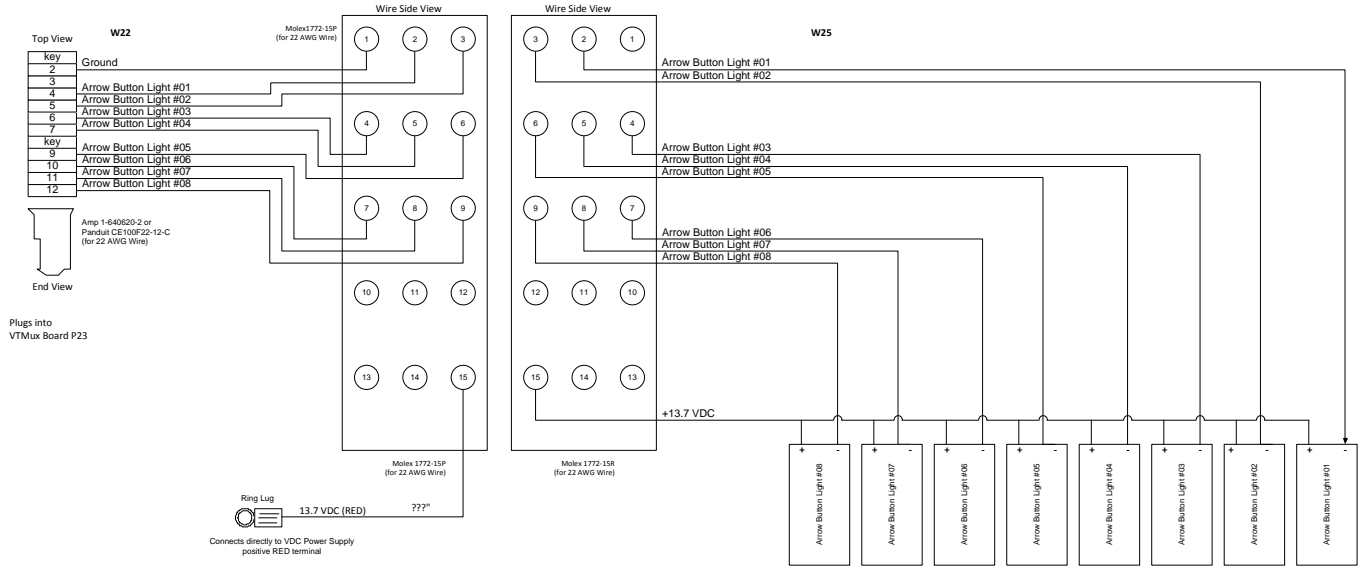 Wire Side View
Wire Side View
W22
W25
Molex1772-15P
(for 22 AWG Wire)
Top View
key
2
3
4
5
6
7
key
9
10
11
12
Ground
Arrow Button Light #01
Arrow Button Light #02
Arrow Button Light #03
Arrow Button Light #04
Arrow Button Light #05
Arrow Button Light #06
Arrow Button Light #07
Arrow Button Light #08
Amp 1-640620-2 or
Panduit CE100F22-12-C
(for 22 AWG Wire)
End View
Plugs into
VTMux Board P23
1 2 3
4 5 6
7 8 9
10 11 12
13 14 15
Molex 1772-15P
(for 22 AWG Wire)
Ring Lug
13.7 VDC (RED) ???"
Connects directly to VDC Power Supply
positive RED terminal
3 2 1
6 5 4
9 8 7
12 11 10
15 14 13
Molex 1772-15R
(for 22 AWG Wire)
Arrow Button Light #01
Arrow Button Light #02
Arrow Button Light #03
Arrow Button Light #04
Arrow Button Light #05
Arrow Button Light #06
Arrow Button Light #07
Arrow Button Light #08
+13.7 VDC
+ - + - + - + - + - + - + - + -
Arrow Button Light #08
Arrow Button Light #07
Arrow Button Light #06
Arrow Button Light #05
Arrow Button Light #04
Arrow Button Light #03
Arrow Button Light #02
Arrow Button Light #01